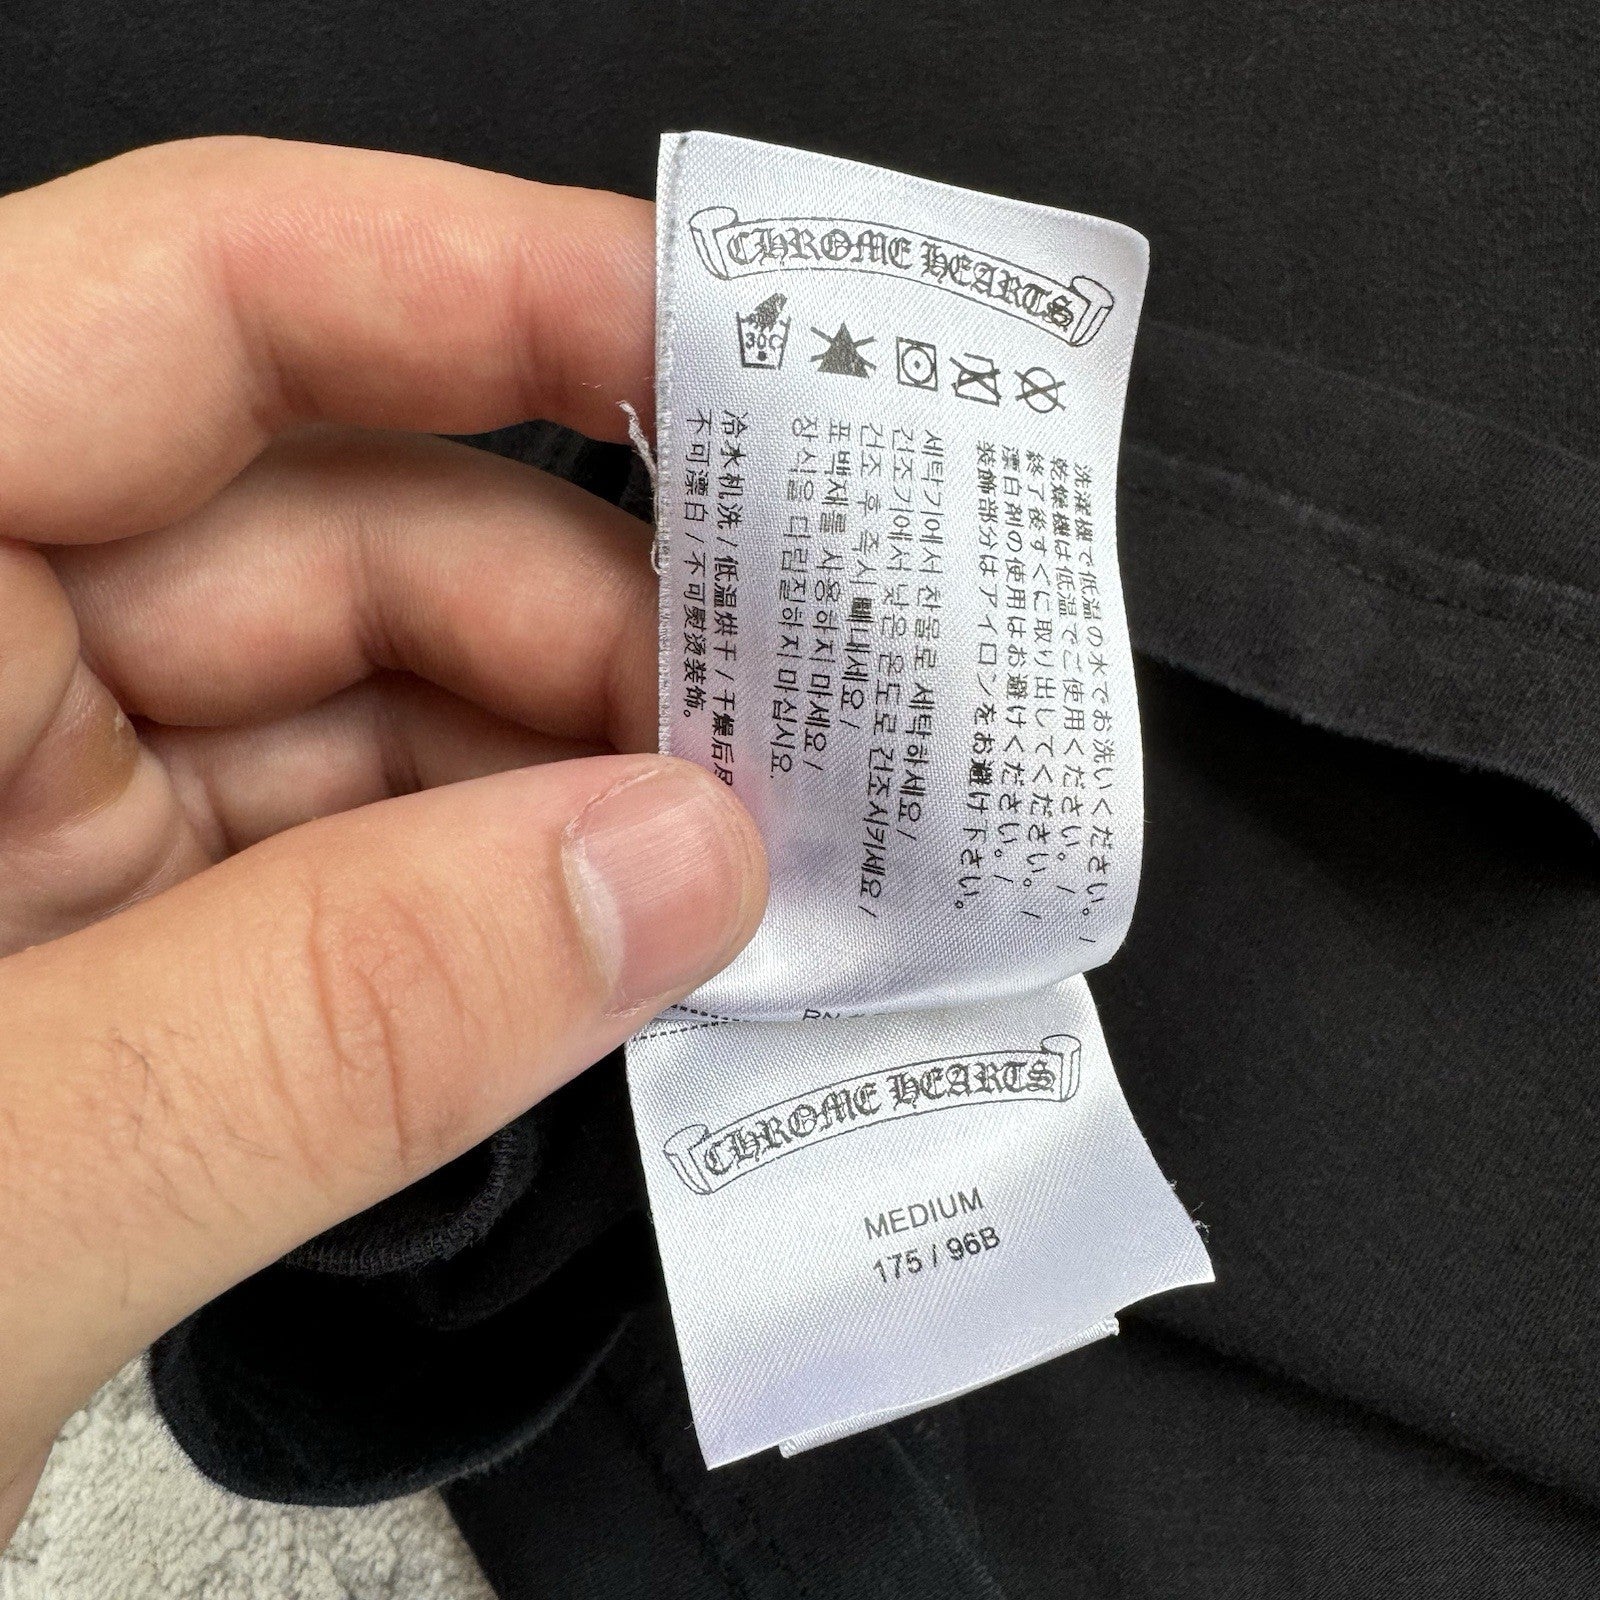 CHROME HEARTS
30C
洗濯機で低温の水でお洗いください。/
乾燥機は低温でご使用ください。/
終了後すぐに取り出してください。/
漂白剤の使用はお避けください。/
装飾部分はアイロンをお避け下さい。
세탁기에서 찬물로 세탁하세요/
건조기에서 낮은 온도로 건조시키세요/
건조 후 즉시 빼내세요/
표백제를 사용하지 마세요/
장식을 다림질하지 마십시요.
冷水机洗/低温烘干/干燥后尽
不可漂白/不可熨烫装饰。
RN
CHROME HEARTS
MEDIUM
175 / 96B